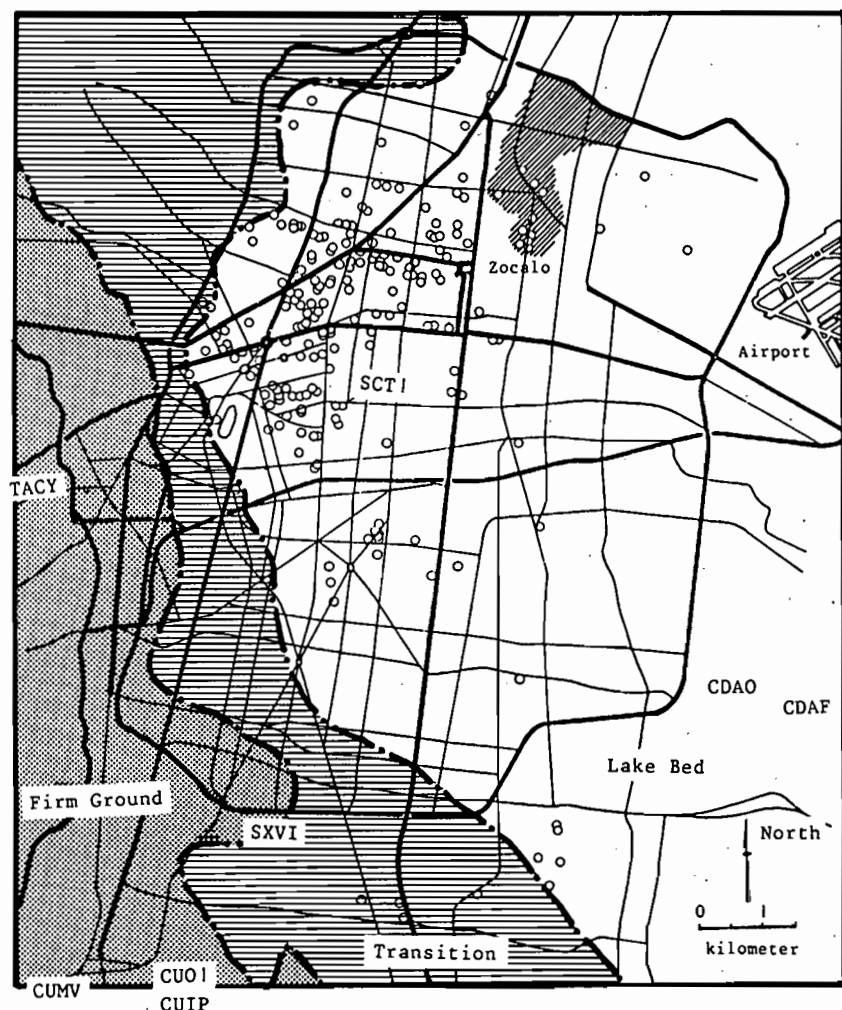 Zocalo
Airport
SCT1
TACY
CDAO
CDAF
Lake Bed
Firm Ground
SXVI
North
0 1
kilometer
Transition
CUMV
CUO1
CUIP